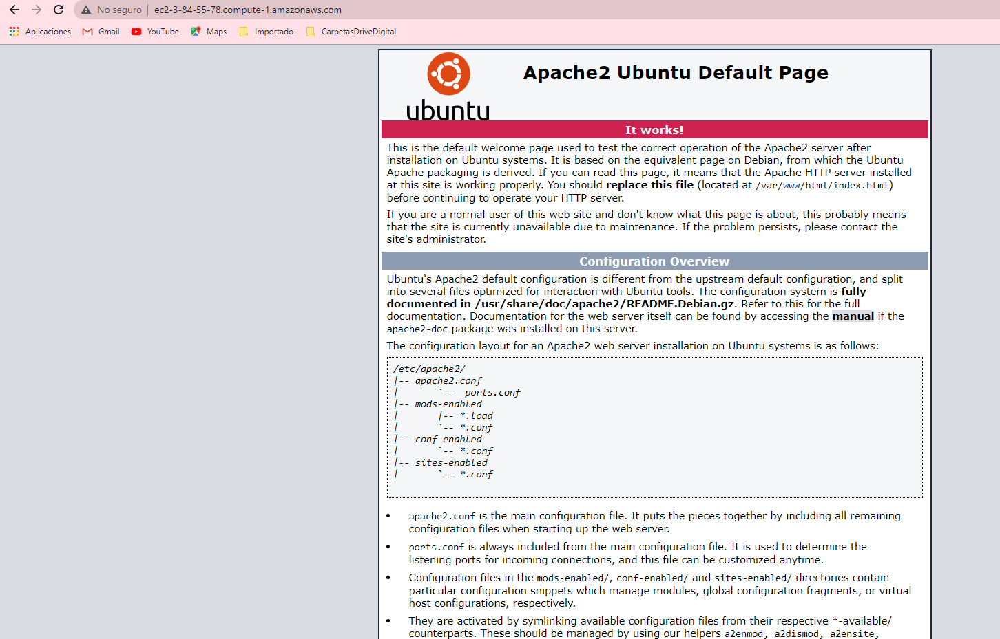 No seguro | ec2-3-84-55-78.compute-1.amazonaws.com
Aplicaciones Gmail YouTube Maps Importado CarpetasDriveDigital
Apache2 Ubuntu Default Page
ubuntu
It works!
This is the default welcome page used to test the correct operation of the Apache2 server after
installation on Ubuntu systems. It is based on the equivalent page on Debian, from which the Ubuntu
Apache packaging is derived. If you can read this page, it means that the Apache HTTP server installed
at this site is working properly. You should replace this file (located at /var/www/html/index.html)
before continuing to operate your HTTP server.
If you are a normal user of this web site and don't know what this page is about, this probably means
that the site is currently unavailable due to maintenance. If the problem persists, please contact the
site's administrator.
Configuration Overview
Ubuntu's Apache2 default configuration is different from the upstream default configuration, and split
into several files optimized for interaction with Ubuntu tools. The configuration system is fully
documented in /usr/share/doc/apache2/README.Debian.gz. Refer to this for the full
documentation. Documentation for the web server itself can be found by accessing the manual if the
apache2-doc package was installed on this server.
The configuration layout for an Apache2 web server installation on Ubuntu systems is as follows:
/etc/apache2/
|-- apache2.conf
|       `--  ports.conf
|-- mods-enabled
|       |-- *.load
|       `-- *.conf
|-- conf-enabled
|       `-- *.conf
|-- sites-enabled
|       `-- *.conf
• apache2.conf is the main configuration file. It puts the pieces together by including all remaining
configuration files when starting up the web server.
• ports.conf is always included from the main configuration file. It is used to determine the
listening ports for incoming connections, and this file can be customized anytime.
• Configuration files in the mods-enabled/, conf-enabled/ and sites-enabled/ directories contain
particular configuration snippets which manage modules, global configuration fragments, or virtual
host configurations, respectively.
• They are activated by symlinking available configuration files from their respective *-available/
counterparts. These should be managed by using our helpers a2enmod, a2dismod, a2ensite,